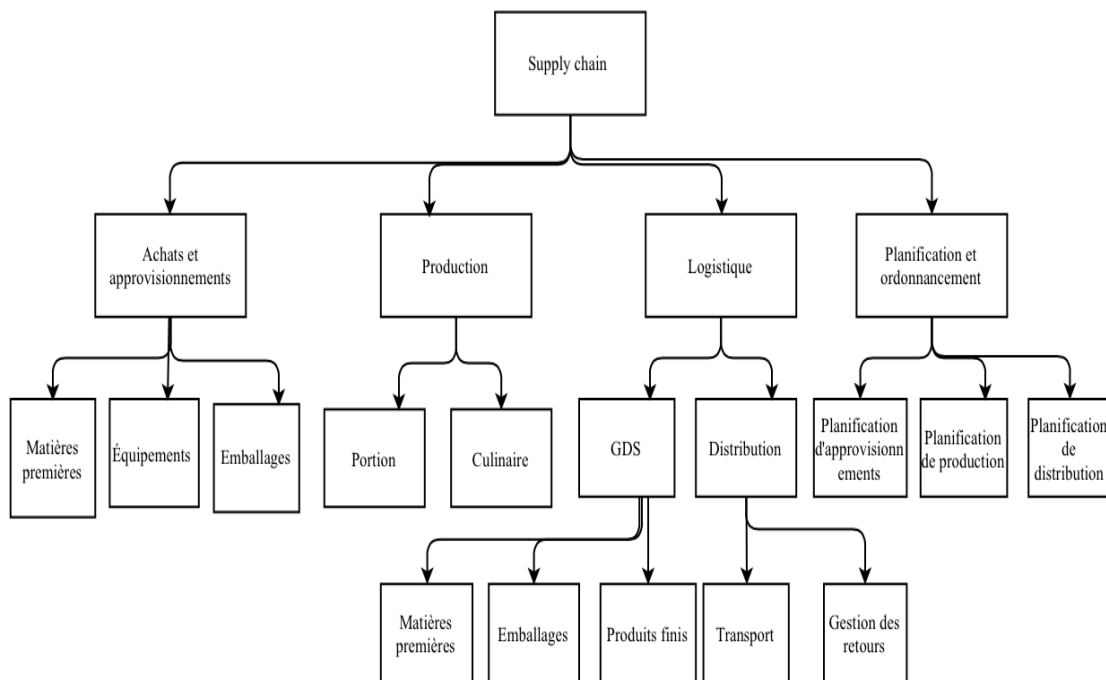 Supply chain
Achats et
approvisionnements
Production
Logistique
Planification et
ordonnancement
Matières
premières
Équipements
Emballages
Portion
Culinaire
GDS
Distribution
Planification
d'approvisionn
ements
Planification
de production
Planification
de
distribution
Matières
premières
Emballages
Produits finis
Transport
Gestion des
retours